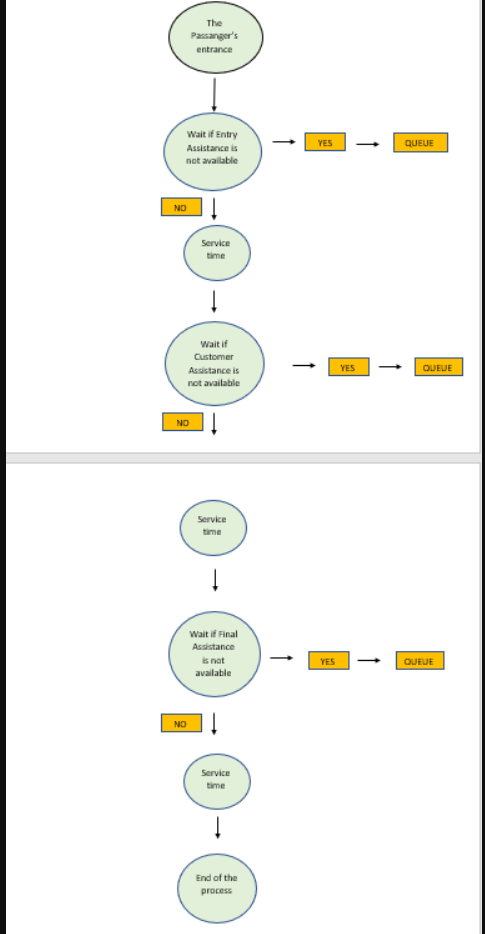 The
Passanger's
entrance
Wait if Entry
Assistance is
not available
YES
QUEUE
NO
Service
time
Wait if
Customer
Assistance is
not available
YES
QUEUE
NO
Service
time
Wait if Final
Assistance
is not
available
YES
QUEUE
NO
Service
time
End of the
process